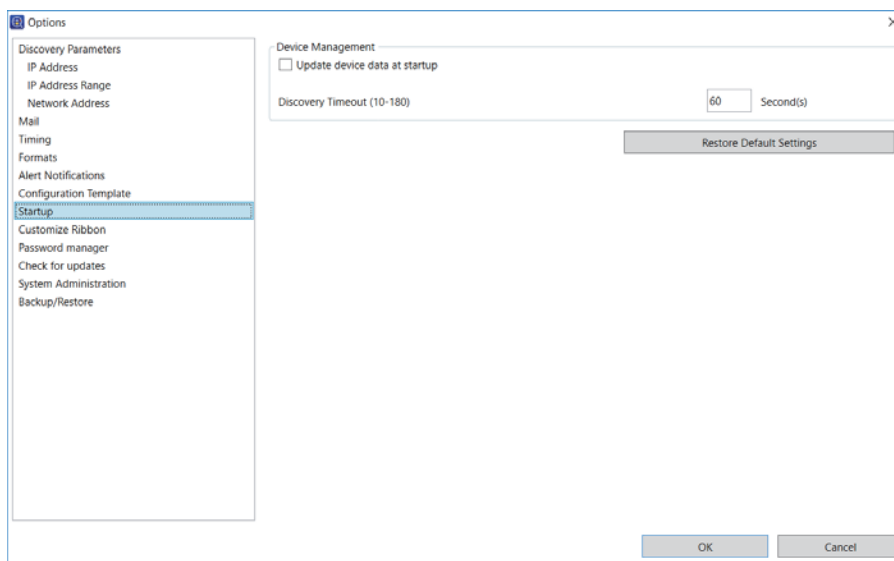 Options
Discovery Parameters
IP Address
IP Address Range
Network Address
Mail
Timing
Formats
Alert Notifications
Configuration Template
Startup
Customize Ribbon
Password manager
Check for updates
System Administration
Backup/Restore
Device Management
Update device data at startup
Discovery Timeout (10-180) 60 Second(s)
Restore Default Settings
OK Cancel